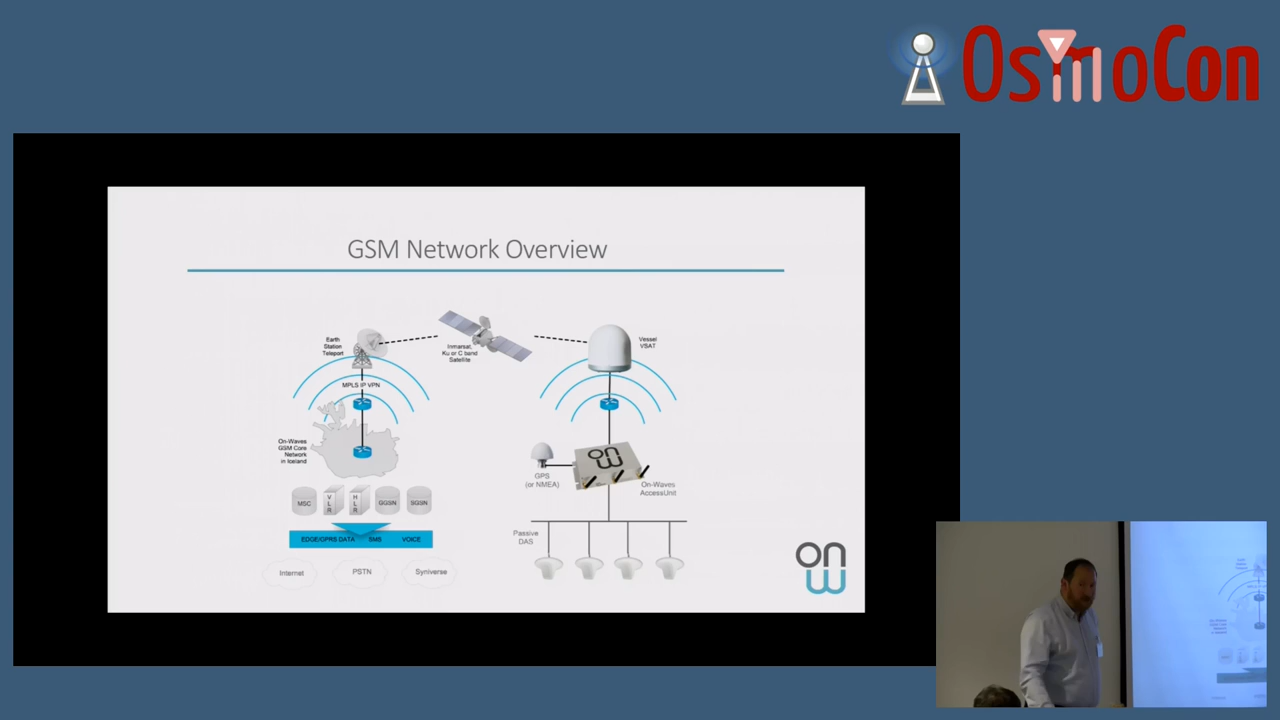 OsmoCon
GSM Network Overview
Earth
Station
Teleport
Inmarsat,
Ku or C band
Satellite
Vessel
VSAT
MPLS IP VPN
On-Waves
GSM Core
Network
in Iceland
GPS
(or NMEA)
On-Waves
AccessUnit
MSC
VLR
HLR
GGSN
SGSN
EDGE/GPRS DATA SMS VOICE
Passive
DAS
Internet
PSTN
Syniverse
on
w